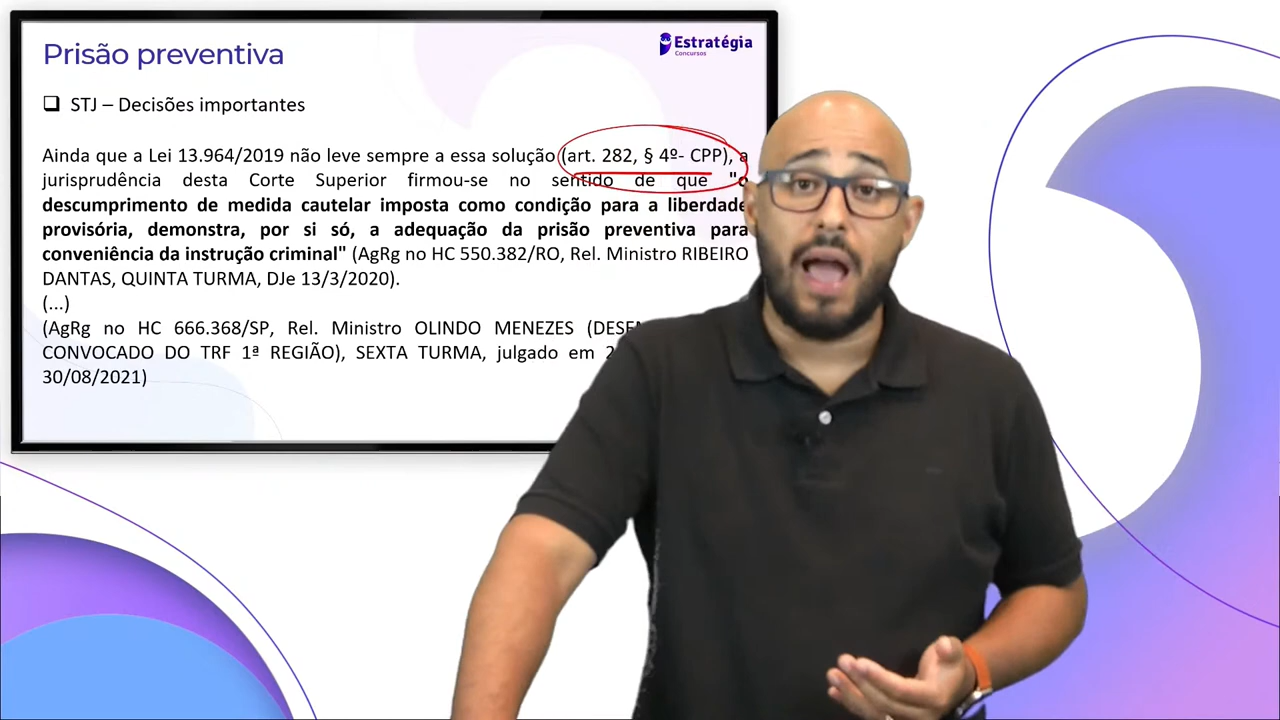 Prisão preventiva
Estratégia
Concursos
STJ – Decisões importantes
Ainda que a Lei 13.964/2019 não leve sempre a essa solução (art. 282, § 4º- CPP), a
jurisprudência desta Corte Superior firmou-se no sentido de que "o
descumprimento de medida cautelar imposta como condição para a liberdade
provisória, demonstra, por si só, a adequação da prisão preventiva para
conveniência da instrução criminal" (AgRg no HC 550.382/RO, Rel. Ministro RIBEIRO
DANTAS, QUINTA TURMA, DJe 13/3/2020).
(...)
(AgRg no HC 666.368/SP, Rel. Ministro OLINDO MENEZES
CONVOCADO DO TRF 1ª REGIÃO), SEXTA TURMA, julgado em
30/08/2021)